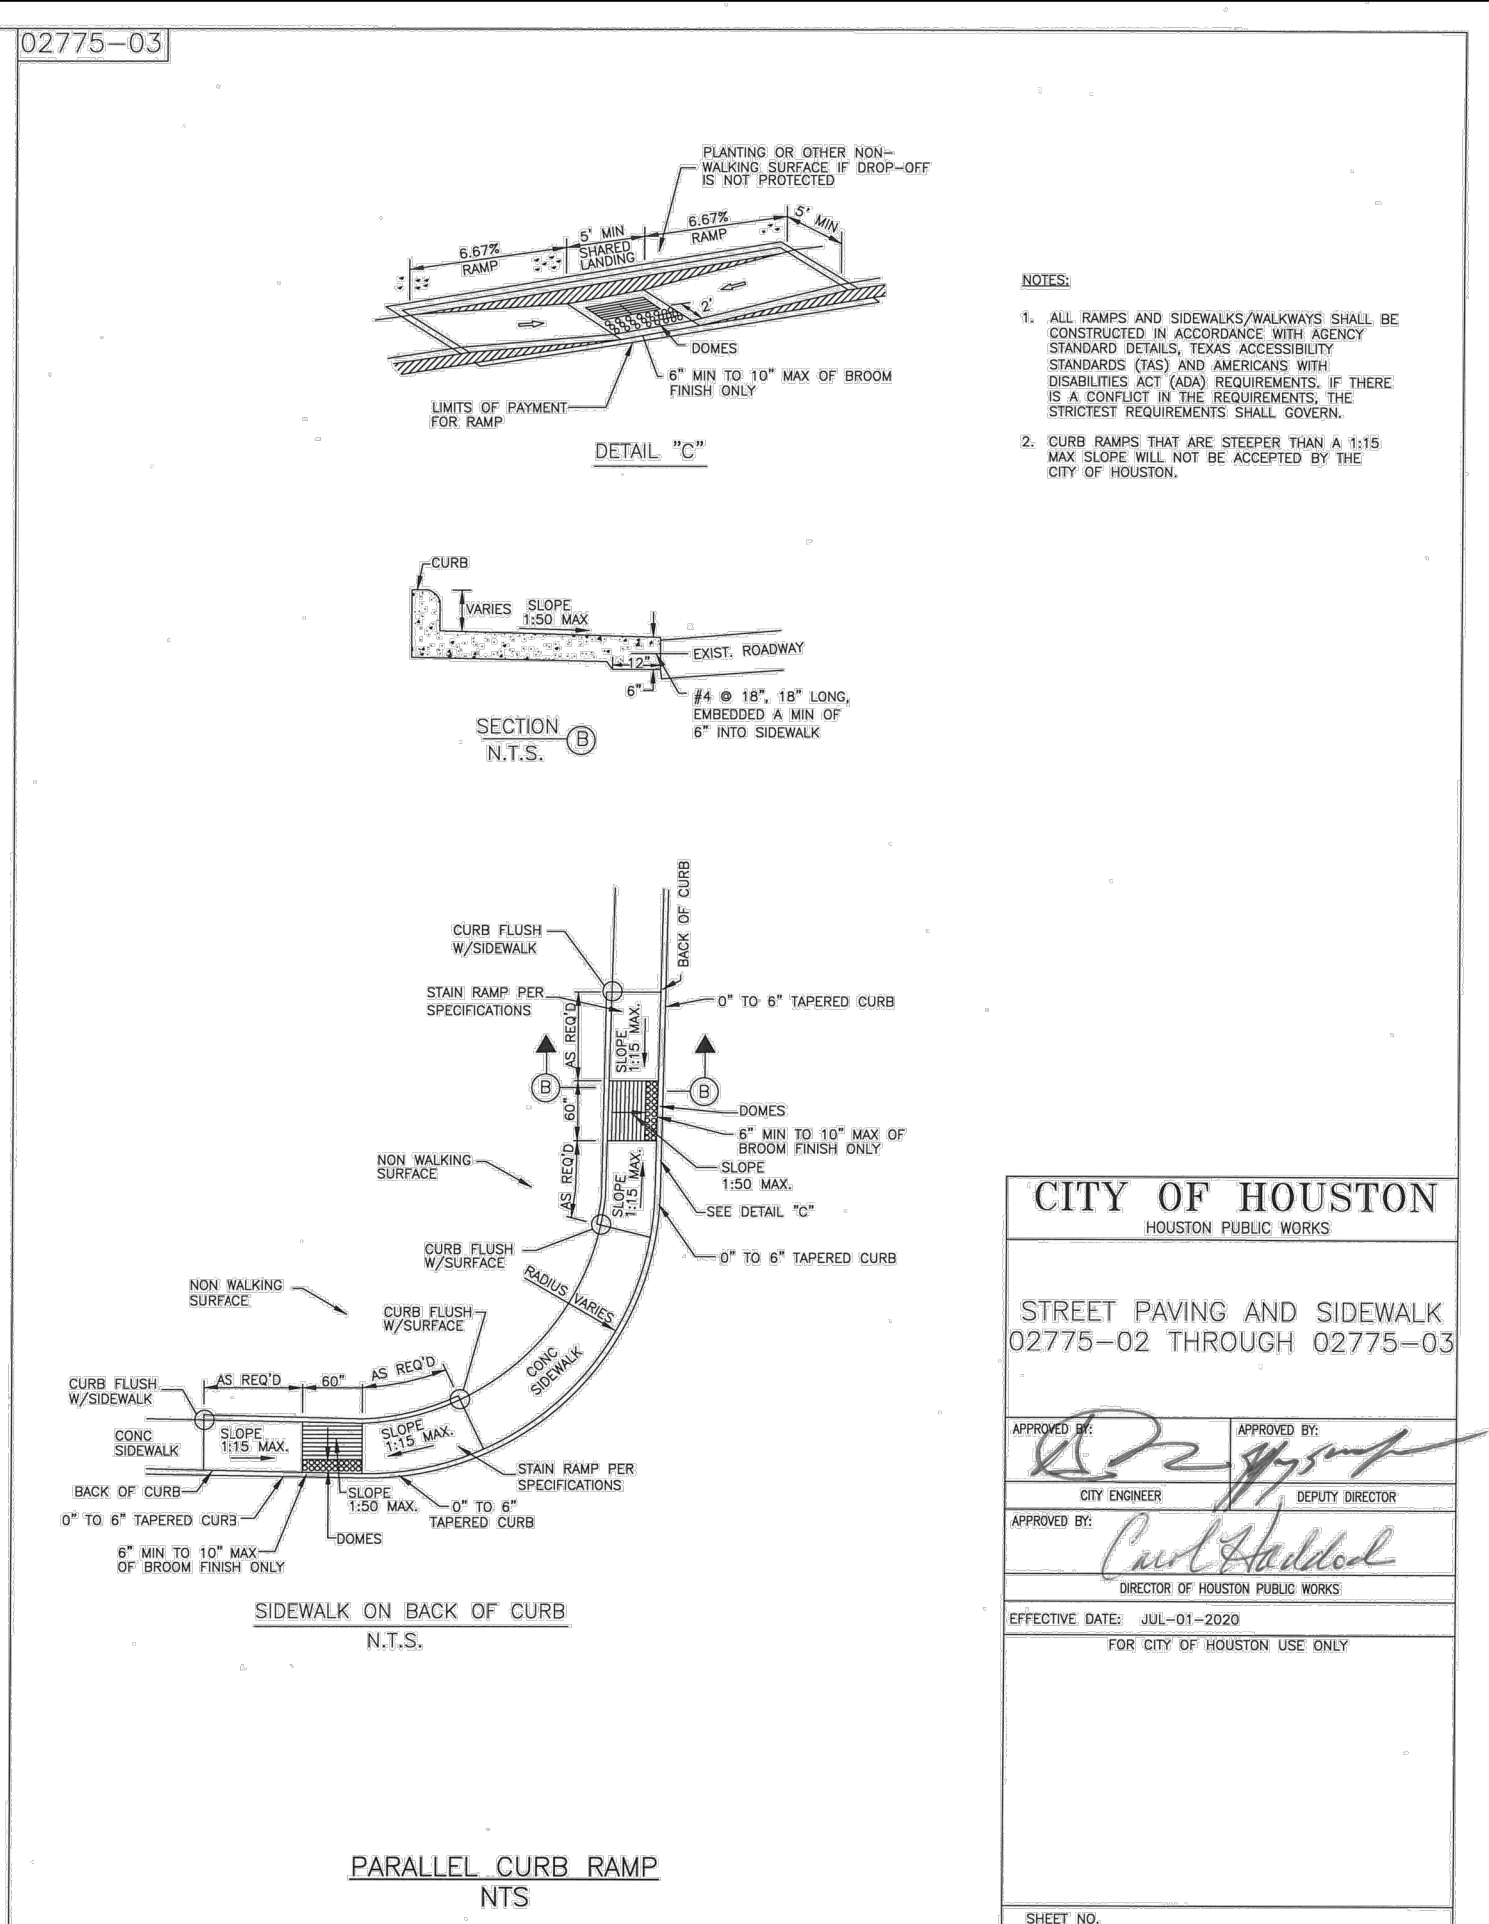 02775-03
PLANTING OR OTHER NON-
WALKING SURFACE IF DROP-OFF
IS NOT PROTECTED
6.67%
RAMP
5' MIN
SHARED
LANDING
6.67%
RAMP
5' MIN
2'
DOMES
6" MIN TO 10" MAX OF BROOM
FINISH ONLY
LIMITS OF PAYMENT
FOR RAMP
DETAIL "C"
NOTES:
1. ALL RAMPS AND SIDEWALKS/WALKWAYS SHALL BE
CONSTRUCTED IN ACCORDANCE WITH AGENCY
STANDARD DETAILS, TEXAS ACCESSIBILITY
STANDARDS (TAS) AND AMERICANS WITH
DISABILITIES ACT (ADA) REQUIREMENTS. IF THERE
IS A CONFLICT IN THE REQUIREMENTS, THE
STRICTEST REQUIREMENTS SHALL GOVERN.
2. CURB RAMPS THAT ARE STEEPER THAN A 1:15
MAX SLOPE WILL NOT BE ACCEPTED BY THE
CITY OF HOUSTON.
CURB
VARIES
SLOPE
1:50 MAX
EXIST. ROADWAY
12"
6"
#4 @ 18", 18" LONG,
EMBEDDED A MIN OF
6" INTO SIDEWALK
SECTION B
N.T.S.
BACK OF CURB
CURB FLUSH
W/SIDEWALK
STAIN RAMP PER
SPECIFICATIONS
0" TO 6" TAPERED CURB
AS REQ'D
SLOPE
1:15 MAX.
B
B
60"
DOMES
6" MIN TO 10" MAX OF
BROOM FINISH ONLY
SLOPE
1:50 MAX.
NON WALKING
SURFACE
AS REQ'D
SLOPE
1:15 MAX.
SEE DETAIL "C"
CURB FLUSH
W/SURFACE
0" TO 6" TAPERED CURB
RADIUS VARIES
NON WALKING
SURFACE
CURB FLUSH
W/SURFACE
CONC
SIDEWALK
CURB FLUSH
W/SIDEWALK
AS REQ'D
60"
AS REQ'D
CONC
SIDEWALK
SLOPE
1:15 MAX.
SLOPE
1:15 MAX.
STAIN RAMP PER
SPECIFICATIONS
BACK OF CURB
SLOPE
1:50 MAX.
0" TO 6"
TAPERED CURB
0" TO 6" TAPERED CURB
DOMES
6" MIN TO 10" MAX
OF BROOM FINISH ONLY
SIDEWALK ON BACK OF CURB
N.T.S.
PARALLEL CURB RAMP
NTS
CITY OF HOUSTON
HOUSTON PUBLIC WORKS
STREET PAVING AND SIDEWALK
02775-02 THROUGH 02775-03
APPROVED BY:
APPROVED BY:
CITY ENGINEER
DEPUTY DIRECTOR
APPROVED BY:
Carol Haddock
DIRECTOR OF HOUSTON PUBLIC WORKS
EFFECTIVE DATE: JUL-01-2020
FOR CITY OF HOUSTON USE ONLY
SHEET NO.